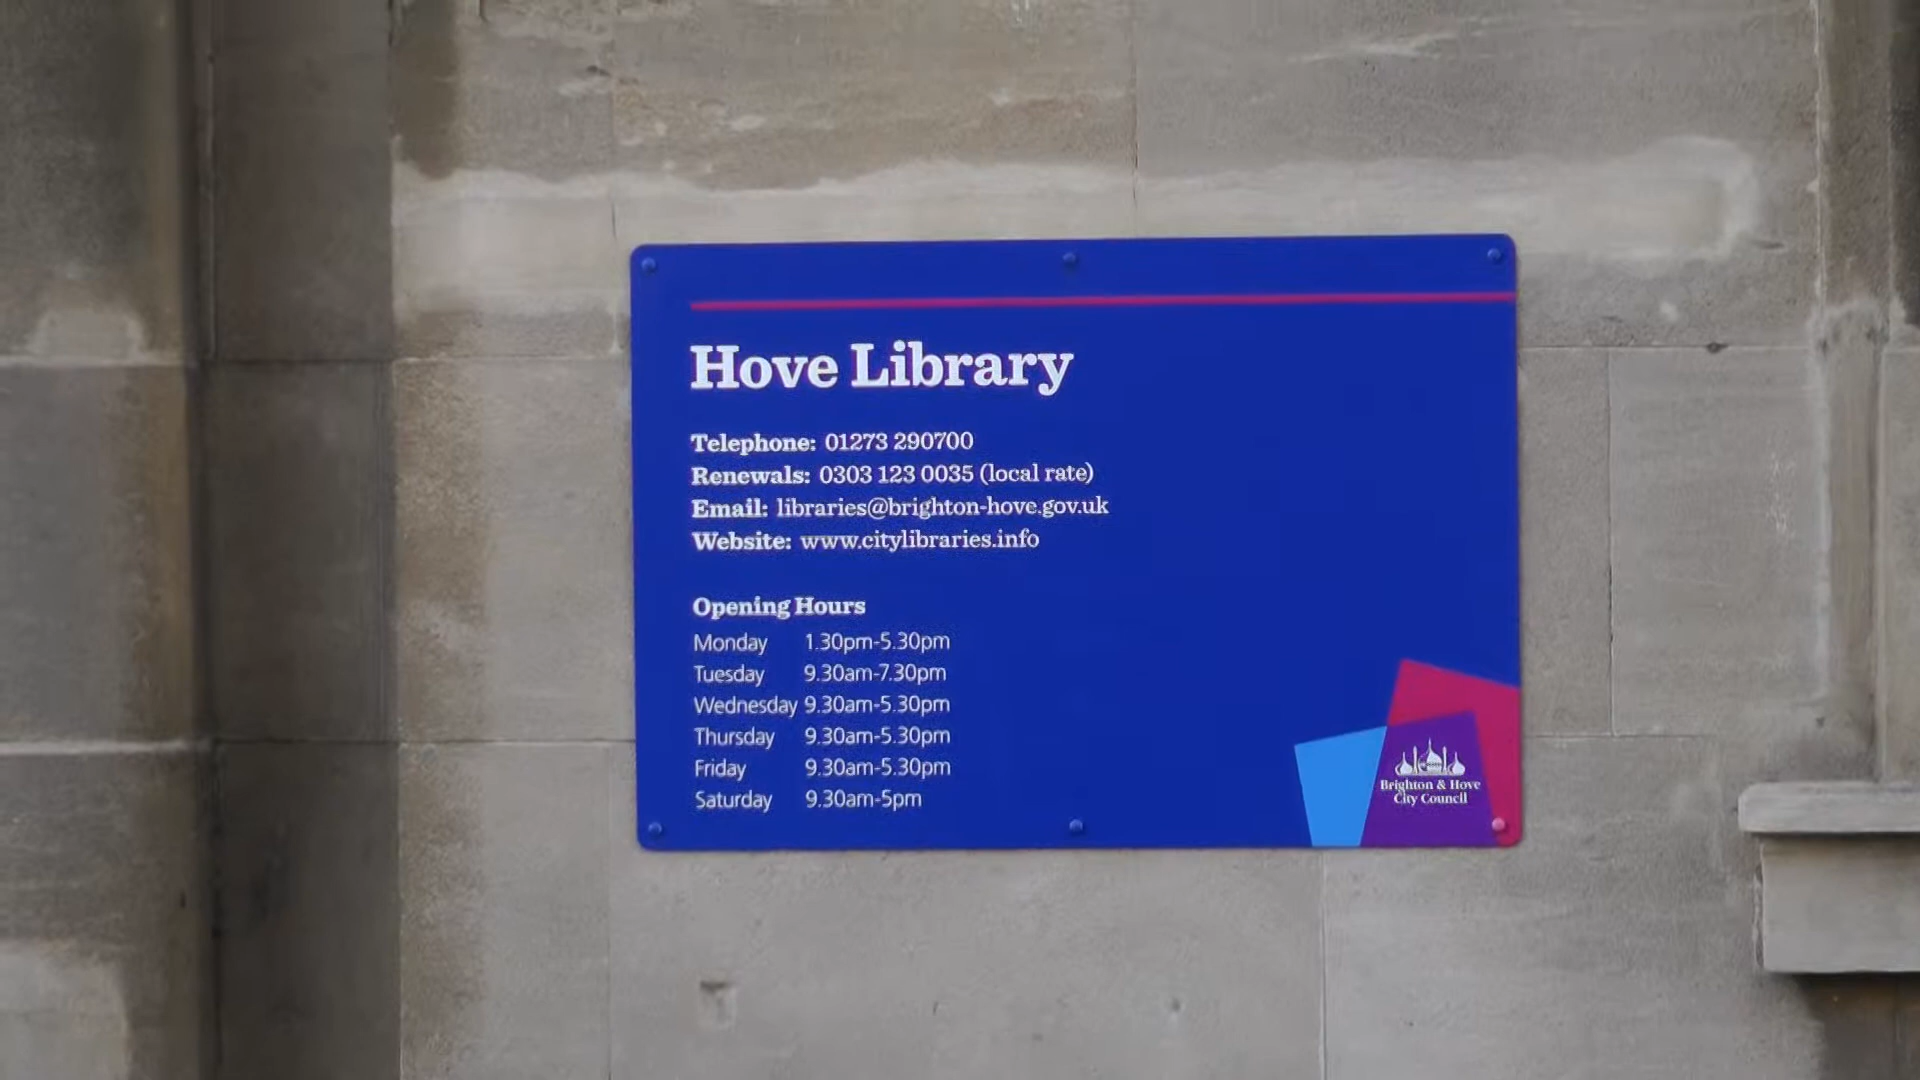 Hove Library
Telephone: 01273 290700
Renewals: 0303 123 0035 (local rate)
Email: libraries@brighton-hove.gov.uk
Website: www.citylibraries.info
Opening Hours
Monday 1.30pm-5.30pm
Tuesday 9.30am-7.30pm
Wednesday 9.30am-5.30pm
Thursday 9.30am-5.30pm
Friday 9.30am-5.30pm
Saturday 9.30am-5pm
Brighton & Hove
City Council